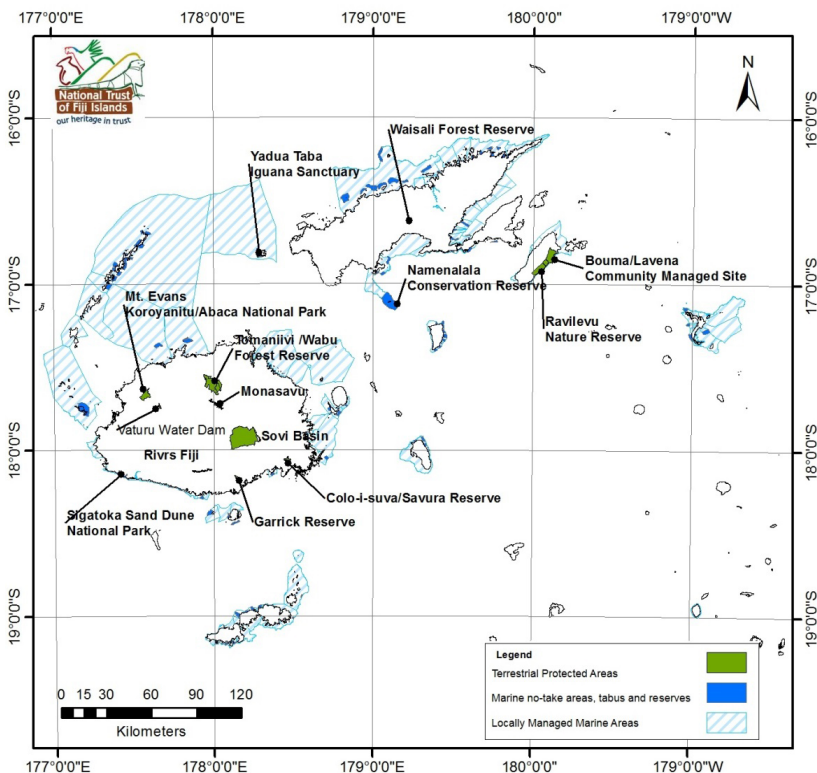 177°0'0"E
178°0'0"E
179°0'0"E
180°0'0"
179°0'0"W
National Trust
of Fiji Islands
our heritage in trust
N
16°0'0"S
16°0'0"S
Waisali Forest Reserve
Yadua Taba
Iguana Sanctuary
17°0'0"S
17°0'0"S
Bouma/Lavena
Community Managed Site
Namenalala
Conservation Reserve
Mt. Evans
Koroyanitu/Abaca National Park
Ravilevu
Nature Reserve
Tomaniivi /Wabu
Forest Reserve
Monasavu
Vaturu Water Dam
Sovi Basin
18°0'0"S
18°0'0"S
Rivrs Fiji
Colo-i-suva/Savura Reserve
Sigatoka Sand Dune
National Park
Garrick Reserve
19°0'0"S
19°0'0"S
Legend
Terrestrial Protected Areas
Marine no-take areas, tabus and reserves
Locally Managed Marine Areas
0 15 30 60 90 120
Kilometers
177°0'0"E
178°0'0"E
179°0'0"E
180°0'0"
179°0'0"W